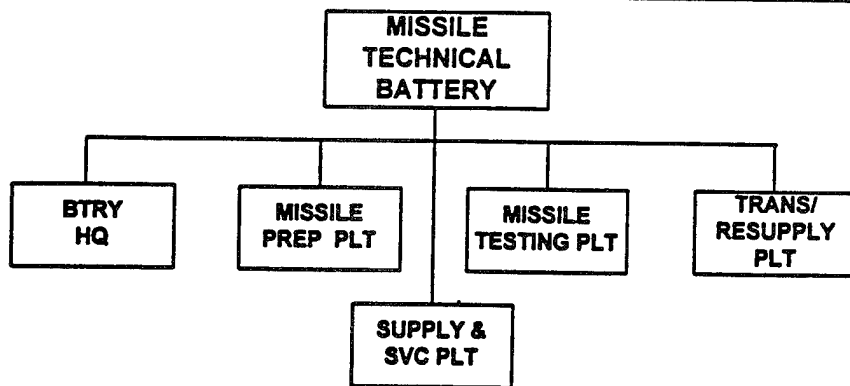 MISSILE
TECHNICAL
BATTERY
BTRY
HQ
MISSILE
PREP PLT
MISSILE
TESTING PLT
TRANS/
RESUPPLY
PLT
SUPPLY &
SVC PLT